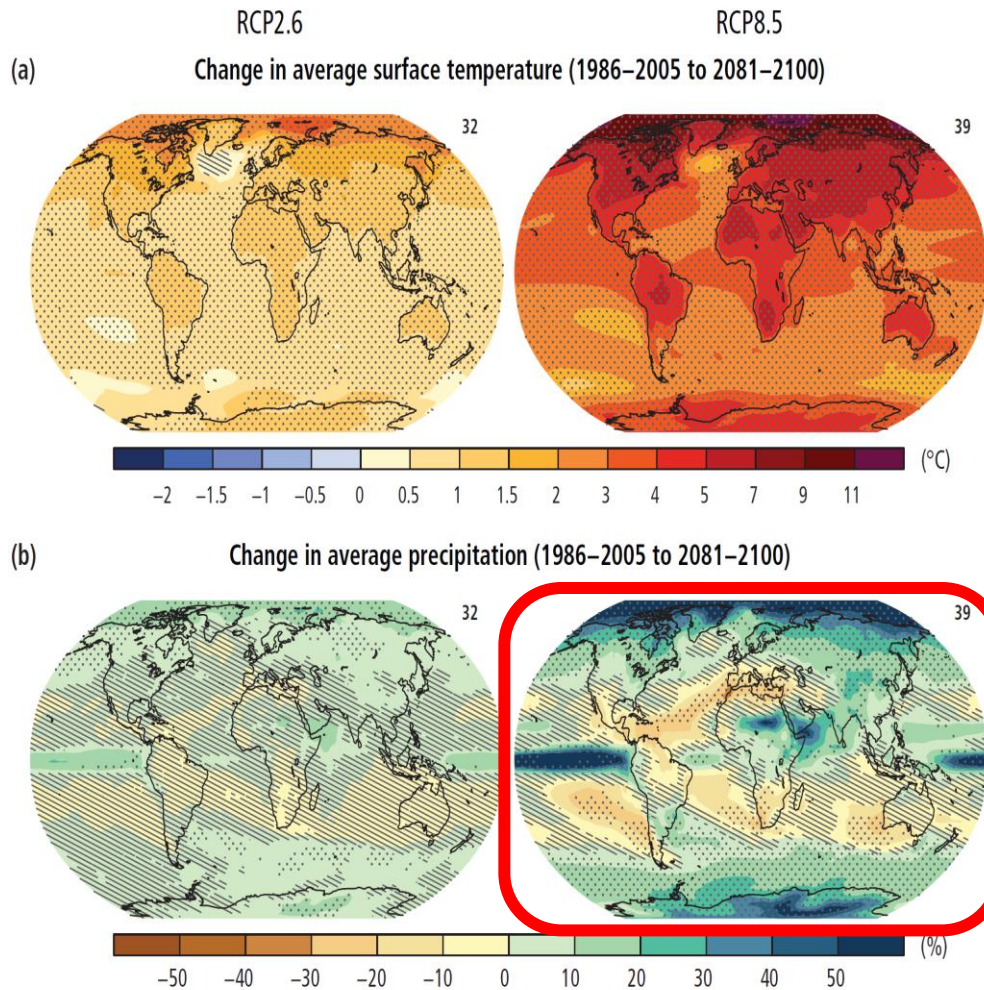 RCP2.6 RCP8.5
(a) Change in average surface temperature (1986–2005 to 2081–2100)
32 39
(°C)
−2 −1.5 −1 −0.5 0 0.5 1 1.5 2 3 4 5 7 9 11
(b) Change in average precipitation (1986–2005 to 2081–2100)
32 39
(%)
−50 −40 −30 −20 −10 0 10 20 30 40 50